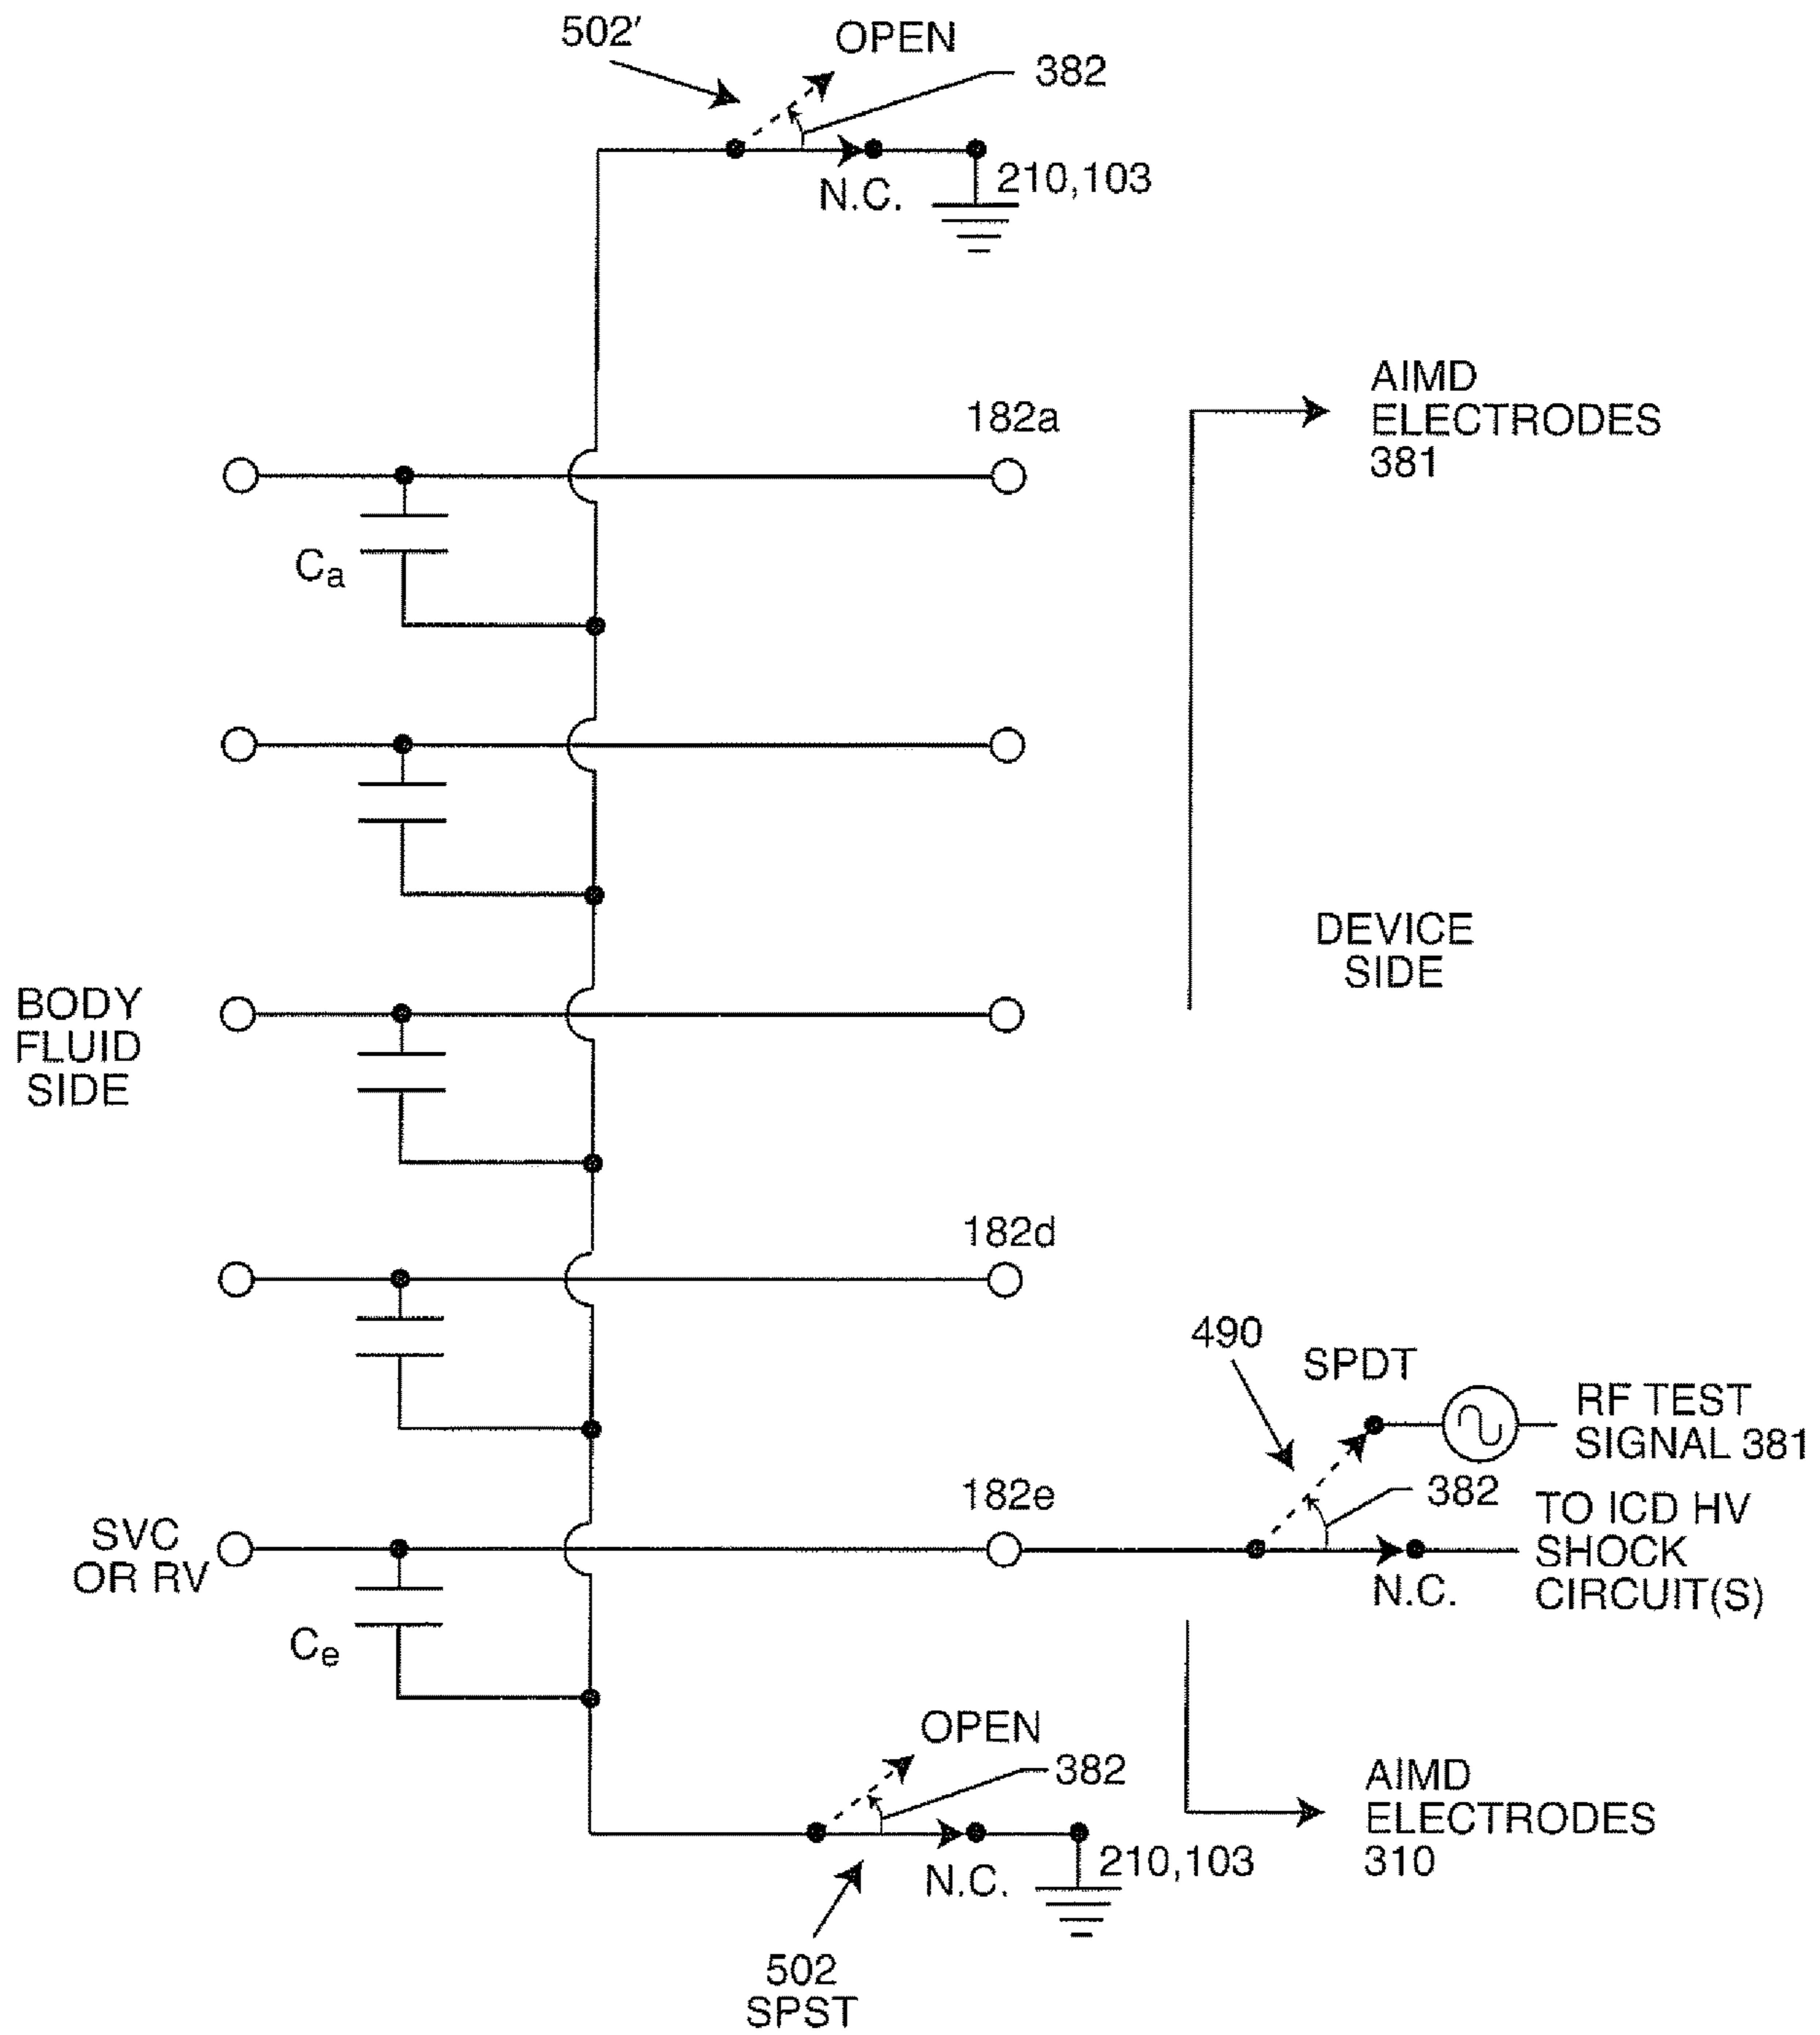 502′
OPEN
382
N.C.
210,103
AIMD
ELECTRODES
381
182a
Ca
DEVICE
SIDE
BODY
FLUID
SIDE
182d
490
SPDT
RF TEST
SIGNAL 381
382
182e
TO ICD HV
SHOCK
CIRCUIT(S)
N.C.
SVC
OR RV
Ce
OPEN
382
AIMD
ELECTRODES
310
210,103
N.C.
502
SPST